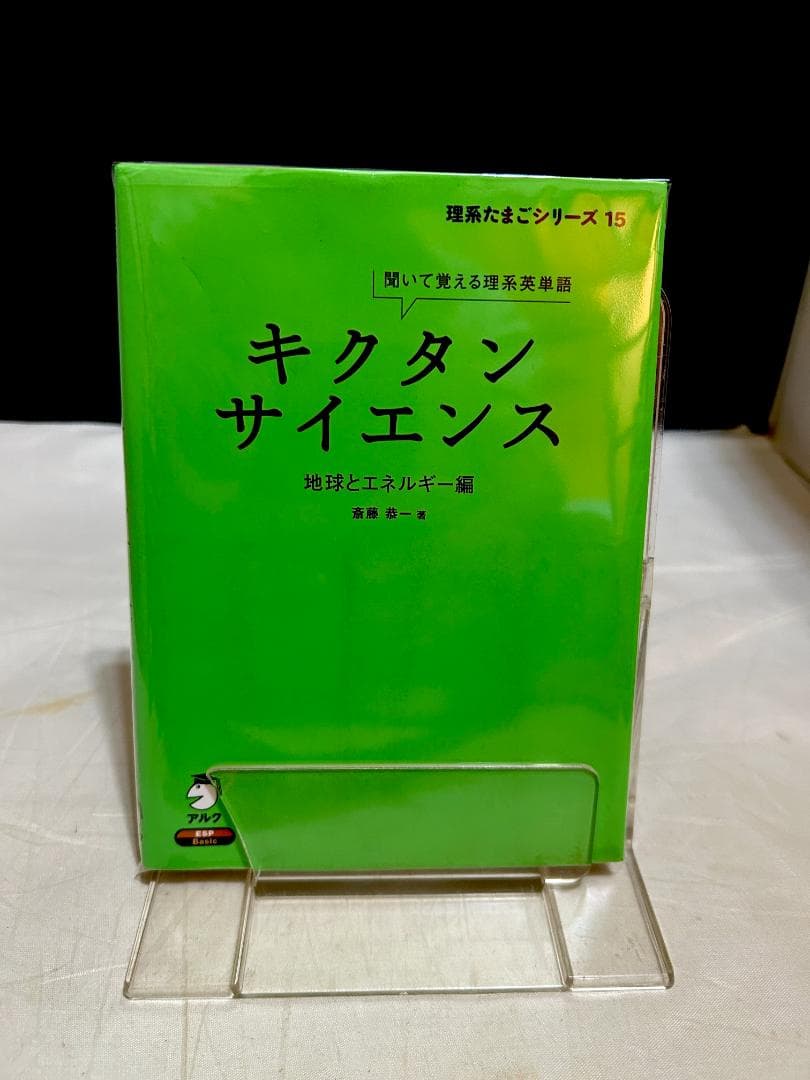 理系たまごシリーズ 15
聞いて覚える理系英単語
キクタン
サイエンス
地球とエネルギー編
斎藤 恭一 著
アルク
ESP
Basic